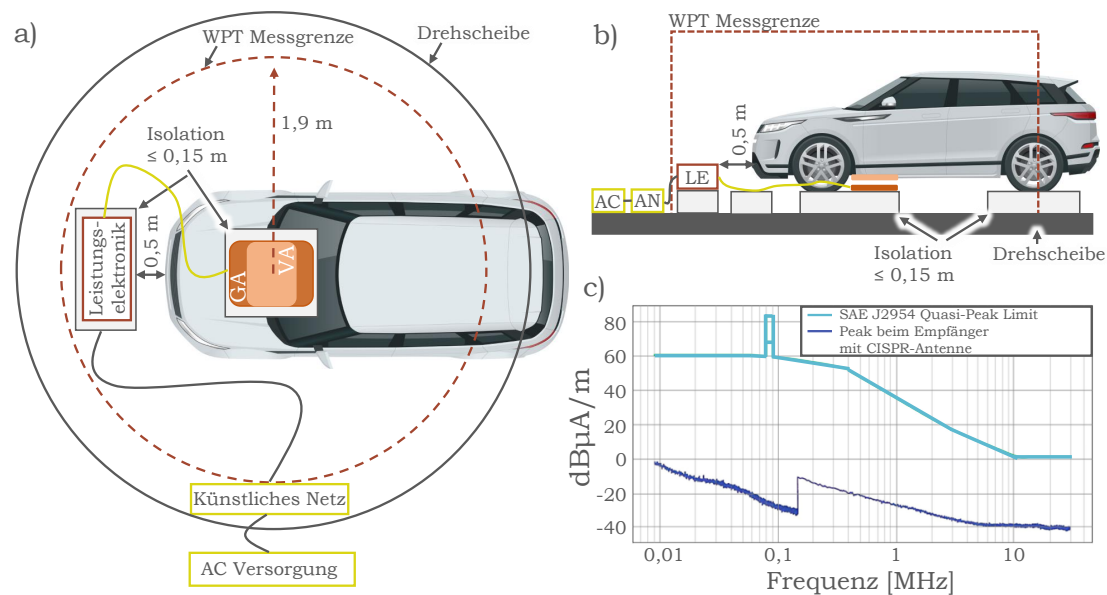 a)
WPT Messgrenze
Drehscheibe
1,9 m
Isolation
≤ 0,15 m
Leistungs-
elektronik
0,5 m
GA
VA
Künstliches Netz
AC Versorgung
b)
WPT Messgrenze
0,5 m
LE
AC
AN
Isolation
≤ 0,15 m
Drehscheibe
c)
SAE J2954 Quasi-Peak Limit
Peak beim Empfänger
mit CISPR-Antenne
dBµA/m
80
60
40
20
0
-20
-40
0,01
0,1
1
10
Frequenz [MHz]